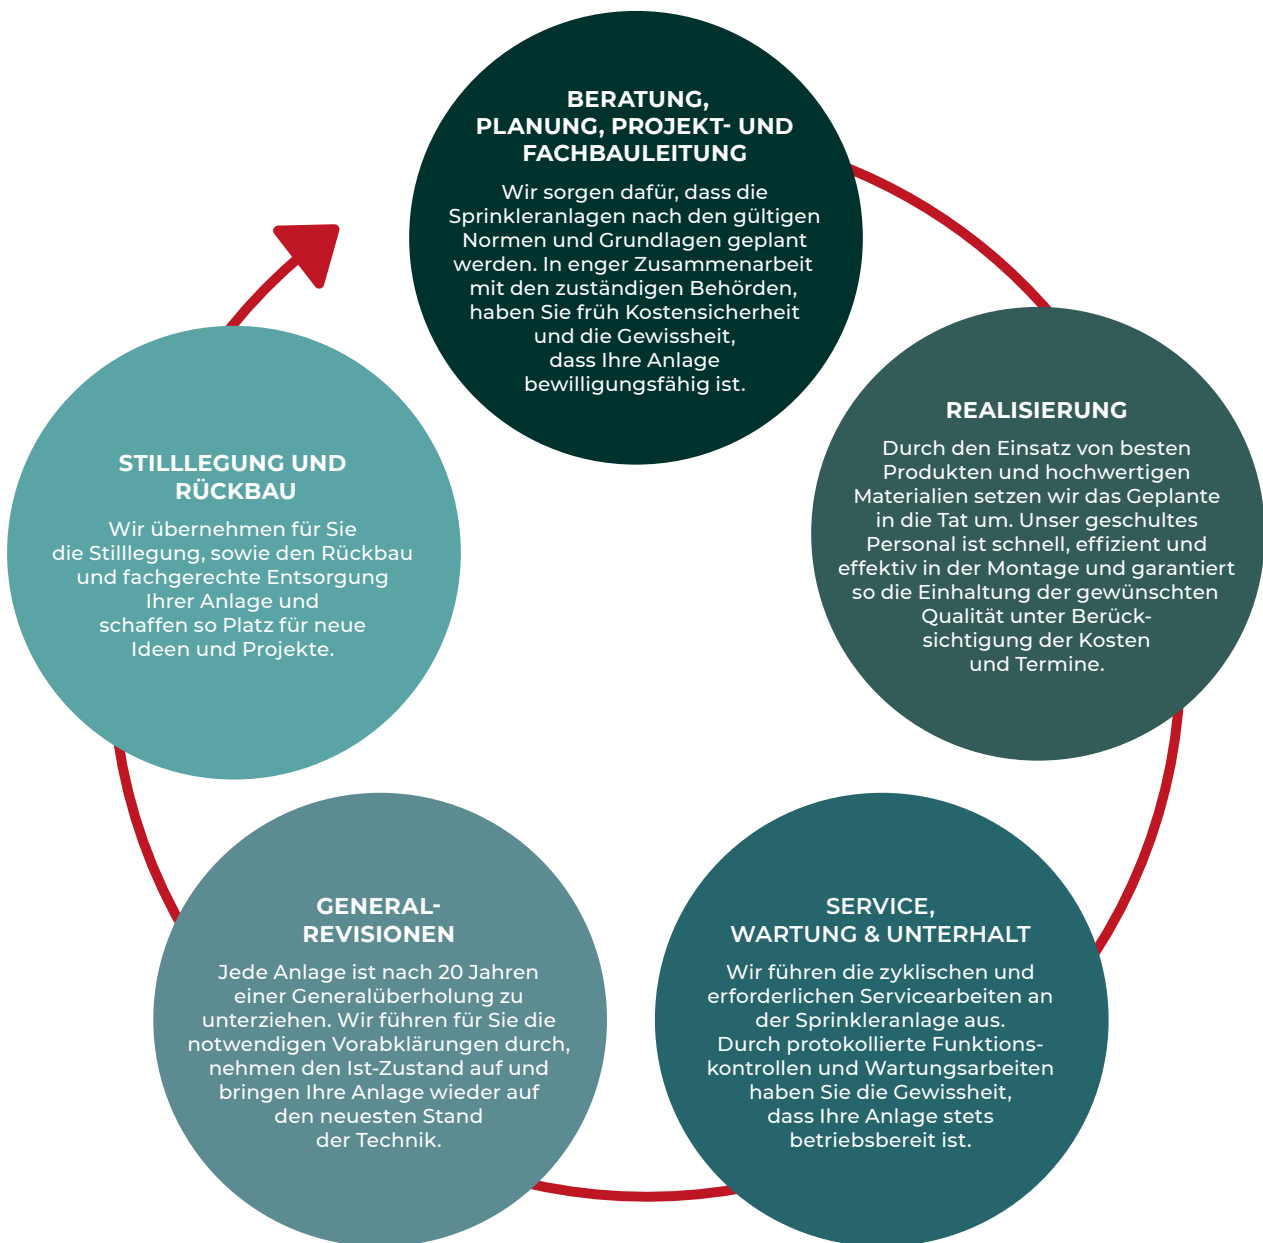 BERATUNG,
PLANUNG, PROJEKT- UND
FACHBAULEITUNG
Wir sorgen dafür, dass die
Sprinkleranlagen nach den gültigen
Normen und Grundlagen geplant
werden. In enger Zusammenarbeit
mit den zuständigen Behörden,
haben Sie früh Kostensicherheit
und die Gewissheit,
dass Ihre Anlage
bewilligungsfähig ist.
REALISIERUNG
Durch den Einsatz von besten
Produkten und hochwertigen
Materialien setzen wir das Geplante
in die Tat um. Unser geschultes
Personal ist schnell, effizient und
effektiv in der Montage und garantiert
so die Einhaltung der gewünschten
Qualität unter Berück-
sichtigung der Kosten
und Termine.
SERVICE,
WARTUNG & UNTERHALT
Wir führen die zyklischen und
erforderlichen Servicearbeiten an
der Sprinkleranlage aus.
Durch protokollierte Funktions-
kontrollen und Wartungsarbeiten
haben Sie die Gewissheit,
dass Ihre Anlage stets
betriebsbereit ist.
GENERAL-
REVISIONEN
Jede Anlage ist nach 20 Jahren
einer Generalüberholung zu
unterziehen. Wir führen für Sie die
notwendigen Vorabklärungen durch,
nehmen den Ist-Zustand auf und
bringen Ihre Anlage wieder auf
den neuesten Stand
der Technik.
STILLLEGUNG UND
RÜCKBAU
Wir übernehmen für Sie
die Stilllegung, sowie den Rückbau
und fachgerechte Entsorgung
Ihrer Anlage und
schaffen so Platz für neue
Ideen und Projekte.